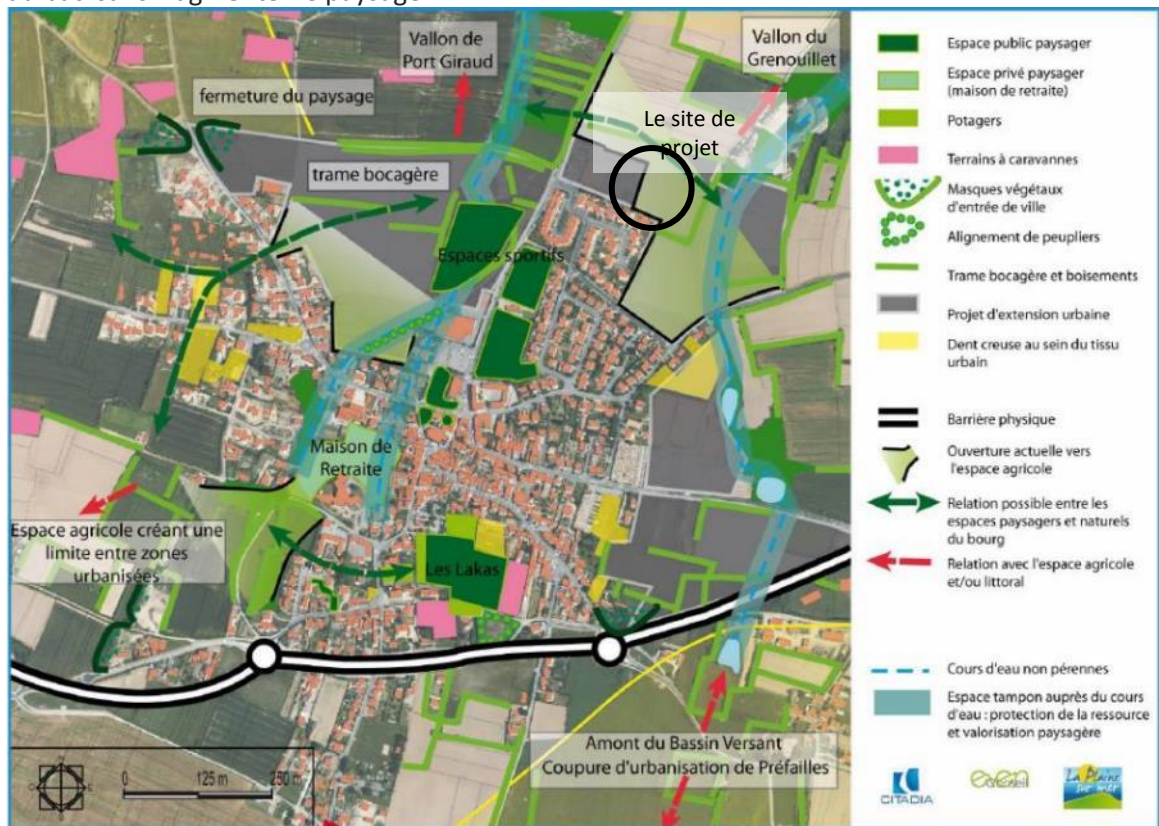 Vallon de
Port Giraud
Vallon du
Grenouillet
fermeture du paysage
Le site de
projet
trame bocagère
Espaces sportifs
Maison de
Retraite
Espace agricole créant une
limite entre zones
urbanisées
Les Lakas
Amont du Bassin Versant
Coupure d'urbanisation de Préfailles
0 125 m 250 m
Espace public paysager
Espace privé paysager
(maison de retraite)
Potagers
Terrains à caravannes
Masques végétaux
d'entrée de ville
Alignement de peupliers
Trame bocagère et boisements
Projet d'extension urbaine
Dent creuse au sein du tissu
urbain
Barrière physique
Ouverture actuelle vers
l'espace agricole
Relation possible entre les
espaces paysagers et naturels
du bourg
Relation avec l'espace agricole
et/ou littoral
Cours d'eau non pérennes
Espace tampon auprès du cours
d'eau : protection de la ressource
et valorisation paysagère
CITADIA
even
conseil
La Plaine
sur mer